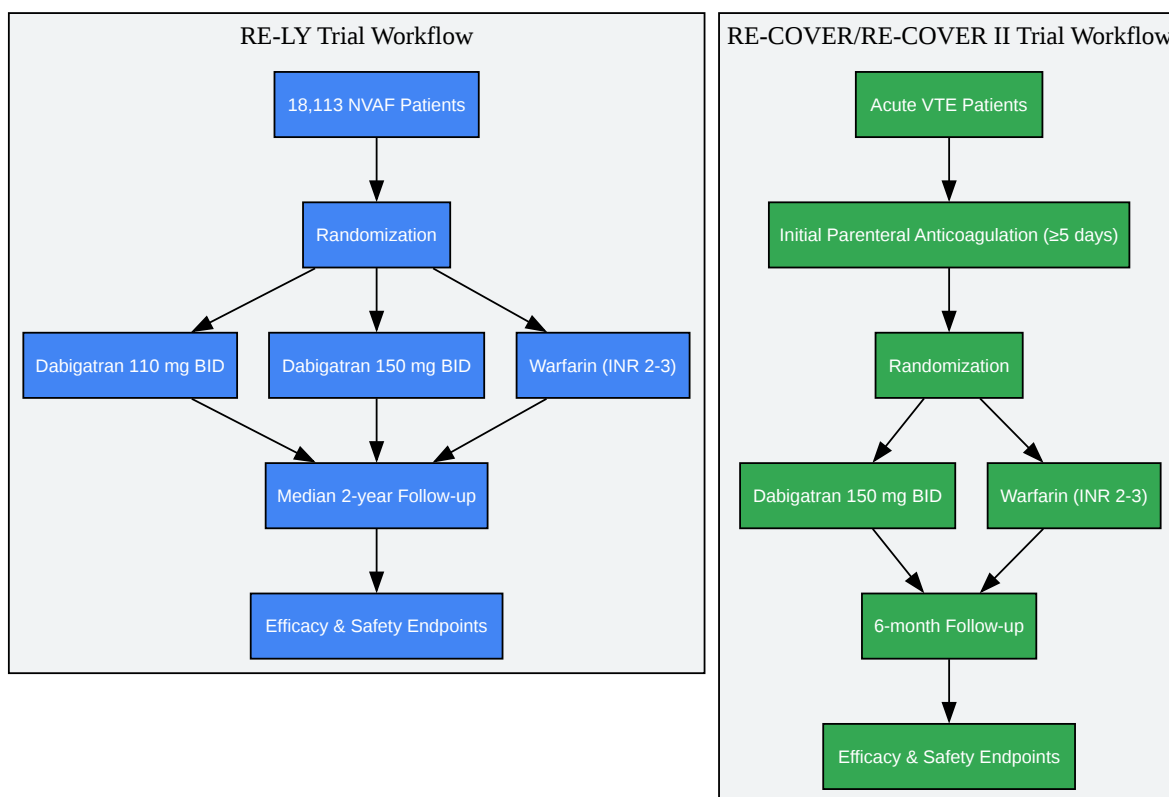 RE-LY Trial Workflow
18,113 NVAF Patients
Randomization
Dabigatran 110 mg BID
Dabigatran 150 mg BID
Warfarin (INR 2-3)
Median 2-year Follow-up
Efficacy & Safety Endpoints
RE-COVER/RE-COVER II Trial Workflow
Acute VTE Patients
Initial Parenteral Anticoagulation (≥5 days)
Randomization
Dabigatran 150 mg BID
Warfarin (INR 2-3)
6-month Follow-up
Efficacy & Safety Endpoints